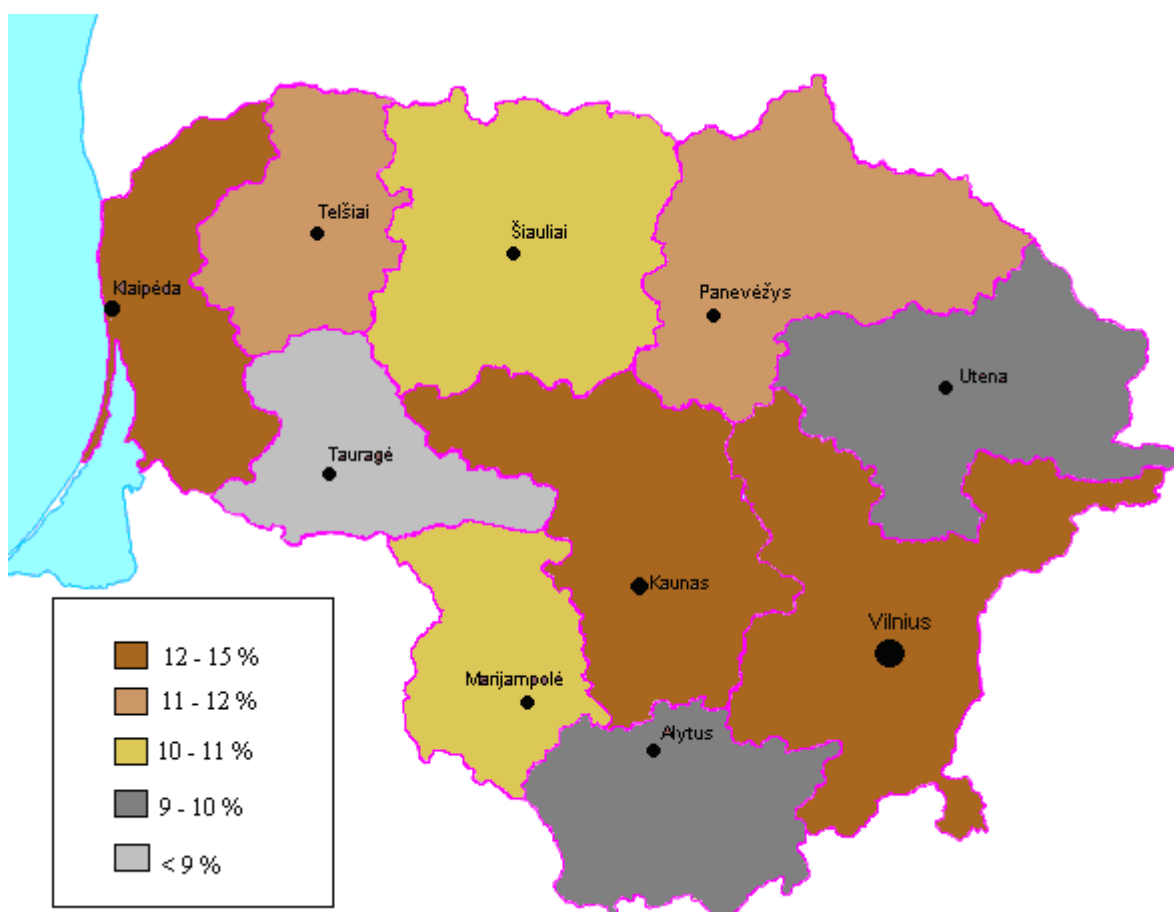 Telšiai
Šiauliai
Klaipėda
Panevėžys
Utena
Tauragė
Kaunas
Vilnius
Marijampolė
Alytus
12 - 15 %
11 - 12 %
10 - 11 %
9 - 10 %
< 9 %